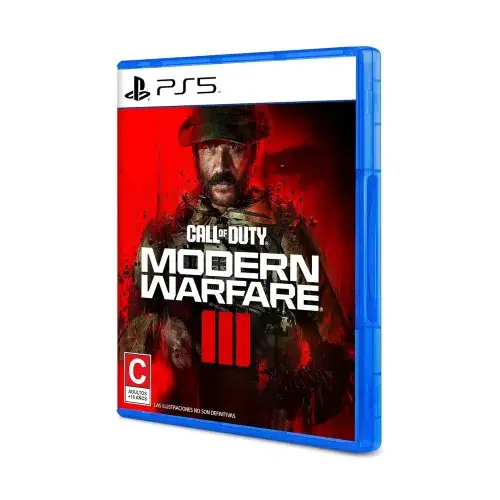 PS5
CALL OF DUTY
MODERN
WARFARE
III
C
ADULTOS
+18 AÑOS
LAS ILUSTRACIONES NO SON DEFINITIVAS